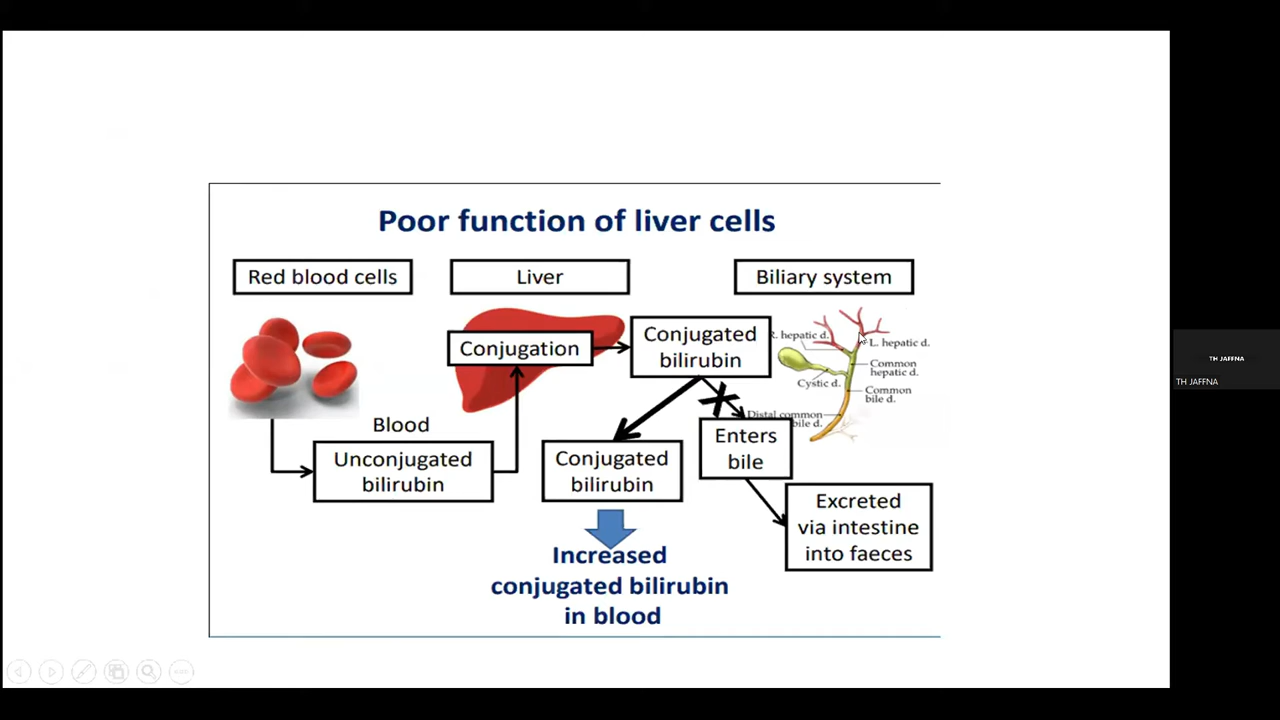 Poor function of liver cells
Red blood cells
Liver
Biliary system
Conjugation
Conjugated
bilirubin
R. hepatic d.
L. hepatic d.
Common
hepatic d.
Cystic d.
Common
bile d.
Distal common
bile d.
Blood
Unconjugated
bilirubin
Conjugated
bilirubin
Enters
bile
Excreted
via intestine
into faeces
Increased
conjugated bilirubin
in blood
TH JAFFNA
TH JAFFNA